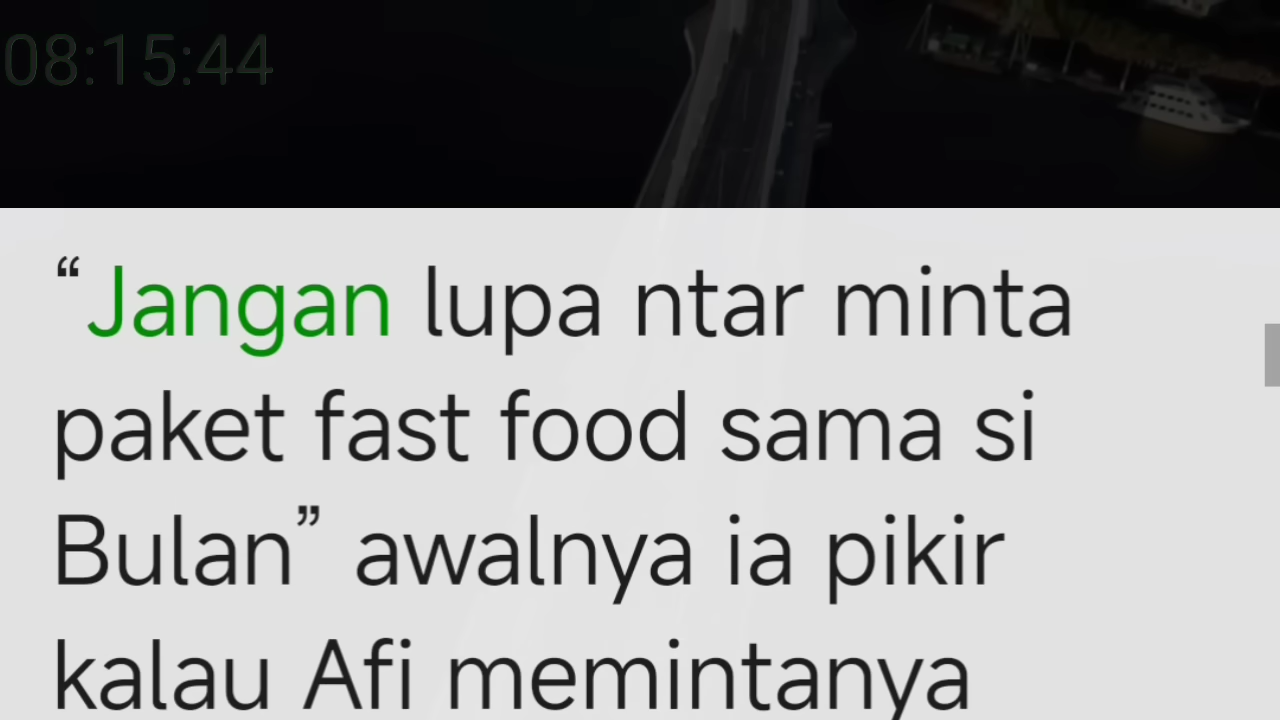 08:15:44
“Jangan lupa ntar minta
paket fast food sama si
Bulan” awalnya ia pikir
kalau Afi memintanya